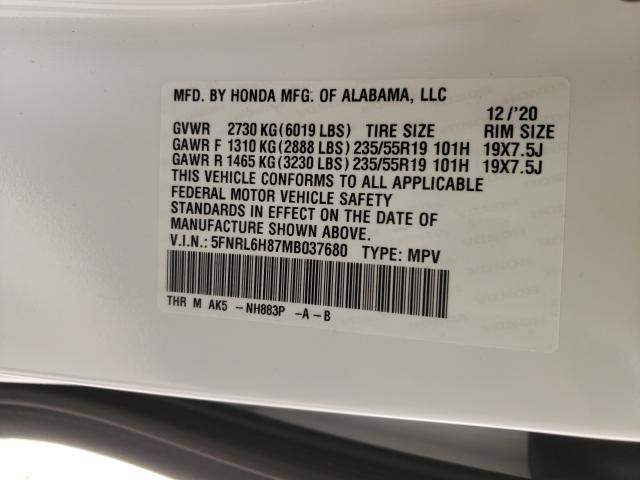 MFD. BY HONDA MFG. OF ALABAMA, LLC
12/'20
GVWR 2730 KG(6019 LBS) TIRE SIZE RIM SIZE
GAWR F 1310 KG(2888 LBS) 235/55R19 101H 19X7.5J
GAWR R 1465 KG(3230 LBS) 235/55R19 101H 19X7.5J
THIS VEHICLE CONFORMS TO ALL APPLICABLE
FEDERAL MOTOR VEHICLE SAFETY
STANDARDS IN EFFECT ON THE DATE OF
MANUFACTURE SHOWN ABOVE.
V.I.N.: 5FNRL6H87MB037680 TYPE: MPV
THR M AK5 -NH883P -A-B